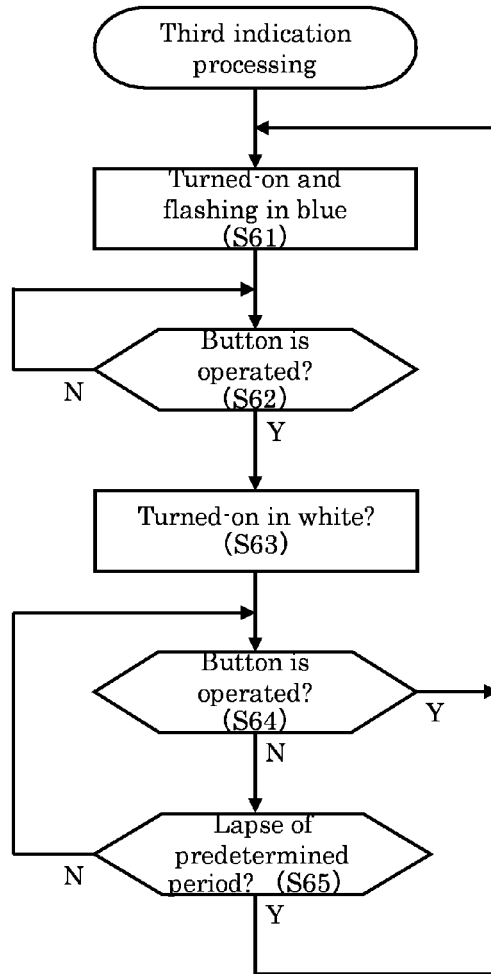 Third indication
processing
Turned-on and
flashing in blue
(S61)
Button is
operated?
(S62)
N
Y
Turned-on in white?
(S63)
Button is
operated?
(S64)
Y
N
Lapse of
predetermined
period? (S65)
N
Y